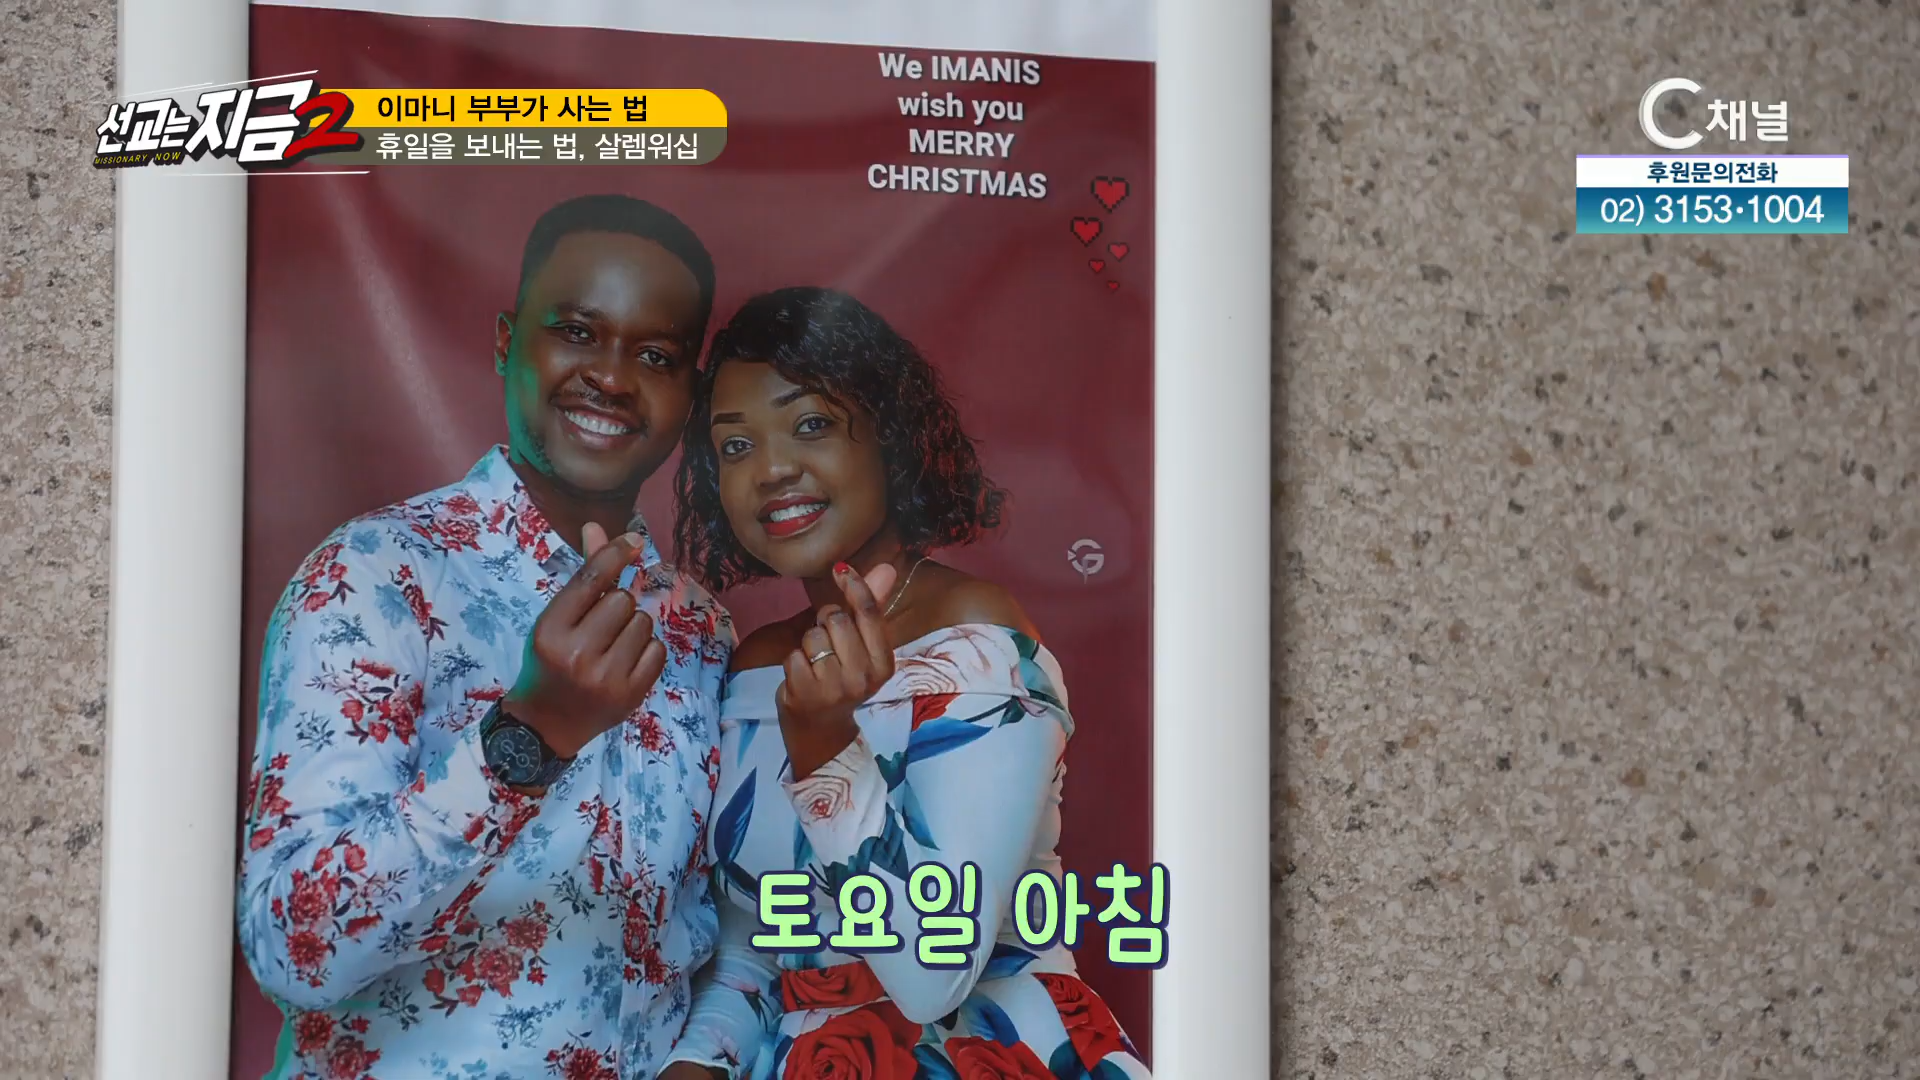 선교는 지금2
MISSIONARY NOW
이마니 부부가 사는 법
휴일을 보내는 법, 살렘워십
We IMANIS
wish you
MERRY
CHRISTMAS
C채널
후원문의전화
02) 3153·1004
토요일 아침